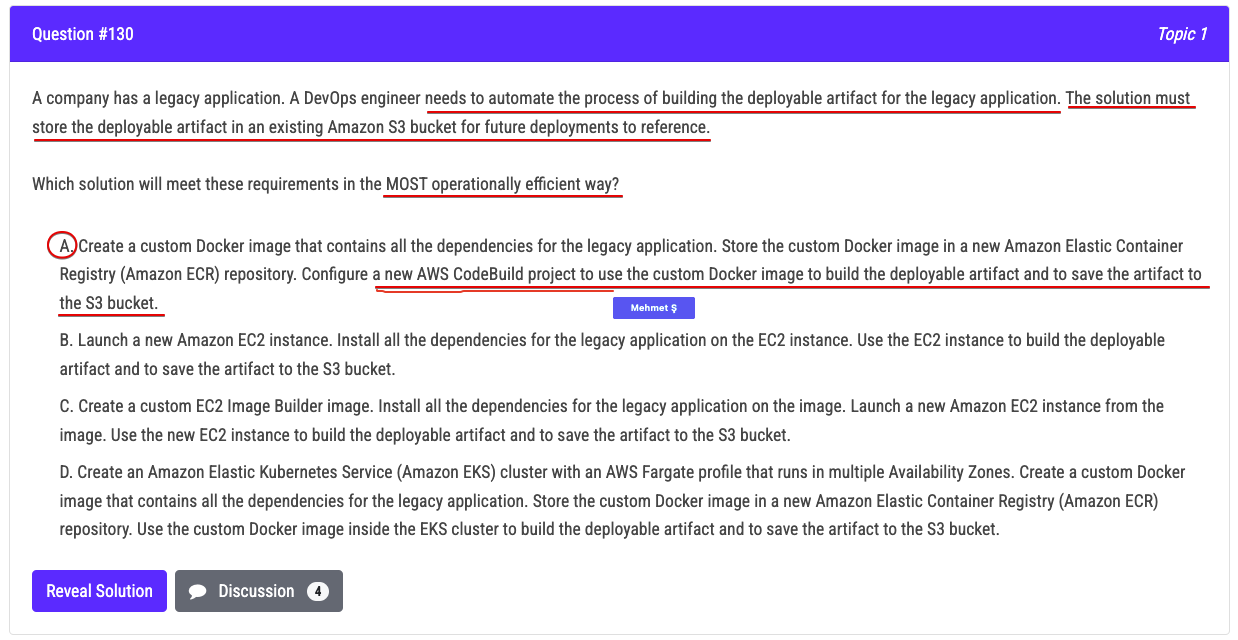 Question #130
Topic 1
A company has a legacy application. A DevOps engineer needs to automate the process of building the deployable artifact for the legacy application. The solution must
store the deployable artifact in an existing Amazon S3 bucket for future deployments to reference.
Which solution will meet these requirements in the MOST operationally efficient way?
A. Create a custom Docker image that contains all the dependencies for the legacy application. Store the custom Docker image in a new Amazon Elastic Container
Registry (Amazon ECR) repository. Configure a new AWS CodeBuild project to use the custom Docker image to build the deployable artifact and to save the artifact to
the S3 bucket.
Mehmet Ş
B. Launch a new Amazon EC2 instance. Install all the dependencies for the legacy application on the EC2 instance. Use the EC2 instance to build the deployable
artifact and to save the artifact to the S3 bucket.
C. Create a custom EC2 Image Builder image. Install all the dependencies for the legacy application on the image. Launch a new Amazon EC2 instance from the
image. Use the new EC2 instance to build the deployable artifact and to save the artifact to the S3 bucket.
D. Create an Amazon Elastic Kubernetes Service (Amazon EKS) cluster with an AWS Fargate profile that runs in multiple Availability Zones. Create a custom Docker
image that contains all the dependencies for the legacy application. Store the custom Docker image in a new Amazon Elastic Container Registry (Amazon ECR)
repository. Use the custom Docker image inside the EKS cluster to build the deployable artifact and to save the artifact to the S3 bucket.
Reveal Solution
Discussion 4